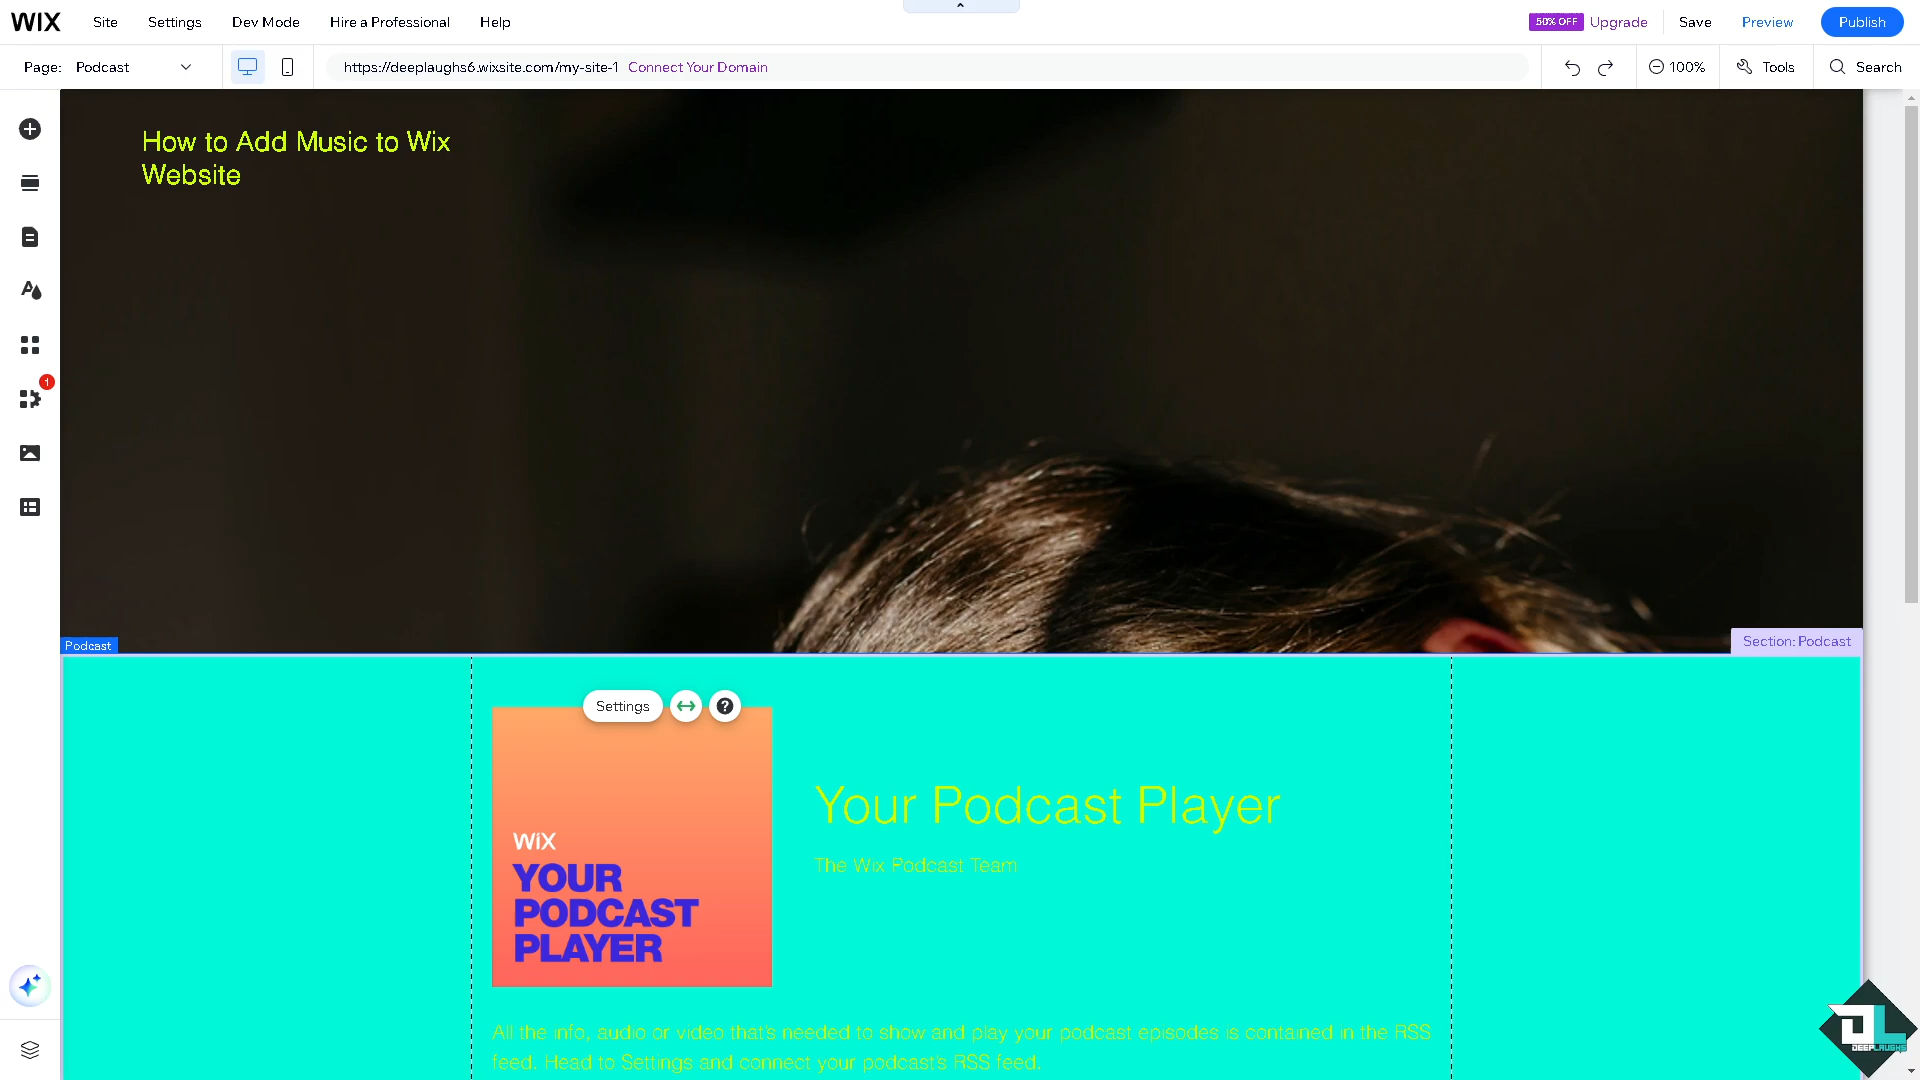 WIX Site Settings Dev Mode Hire a Professional Help 50% OFF Upgrade Save Preview Publish
Page: Podcast https://deeplaughs6.wixsite.com/my-site-1 Connect Your Domain 100% Tools Search
How to Add Music to Wix
Website
1
Podcast
Section: Podcast
Settings
?
WiX
YOUR
PODCAST
PLAYER
Your Podcast Player
The Wix Podcast Team
All the info, audio or video that's needed to show and play your podcast episodes is contained in the RSS
feed. Head to Settings and connect your podcast's RSS feed.
DL
DEEPLAUGHS